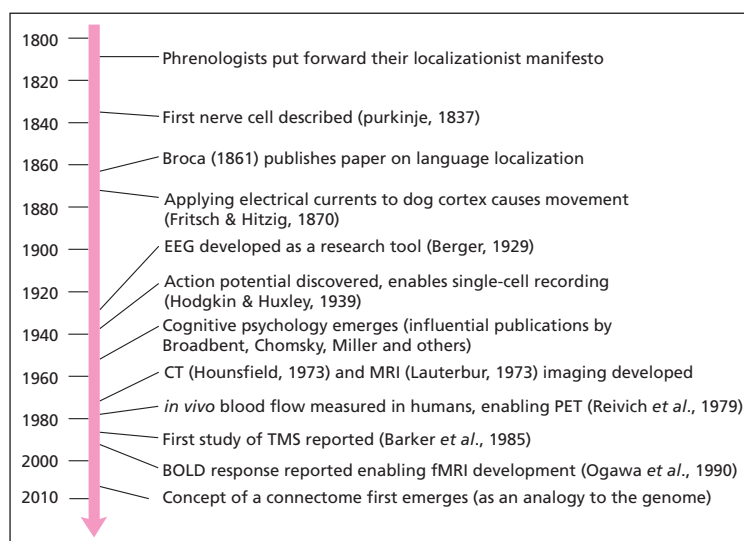 1800
Phrenologists put forward their localizationist manifesto
1820
First nerve cell described (purkinje, 1837)
1840
Broca (1861) publishes paper on language localization
1860
Applying electrical currents to dog cortex causes movement
(Fritsch & Hitzig, 1870)
1880
EEG developed as a research tool (Berger, 1929)
1900
Action potential discovered, enables single-cell recording
(Hodgkin & Huxley, 1939)
1920
Cognitive psychology emerges (influential publications by
Broadbent, Chomsky, Miller and others)
1940
CT (Hounsfield, 1973) and MRI (Lauterbur, 1973) imaging developed
1960
in vivo blood flow measured in humans, enabling PET (Reivich et al., 1979)
1980
First study of TMS reported (Barker et al., 1985)
2000
BOLD response reported enabling fMRI development (Ogawa et al., 1990)
2010
Concept of a connectome first emerges (as an analogy to the genome)